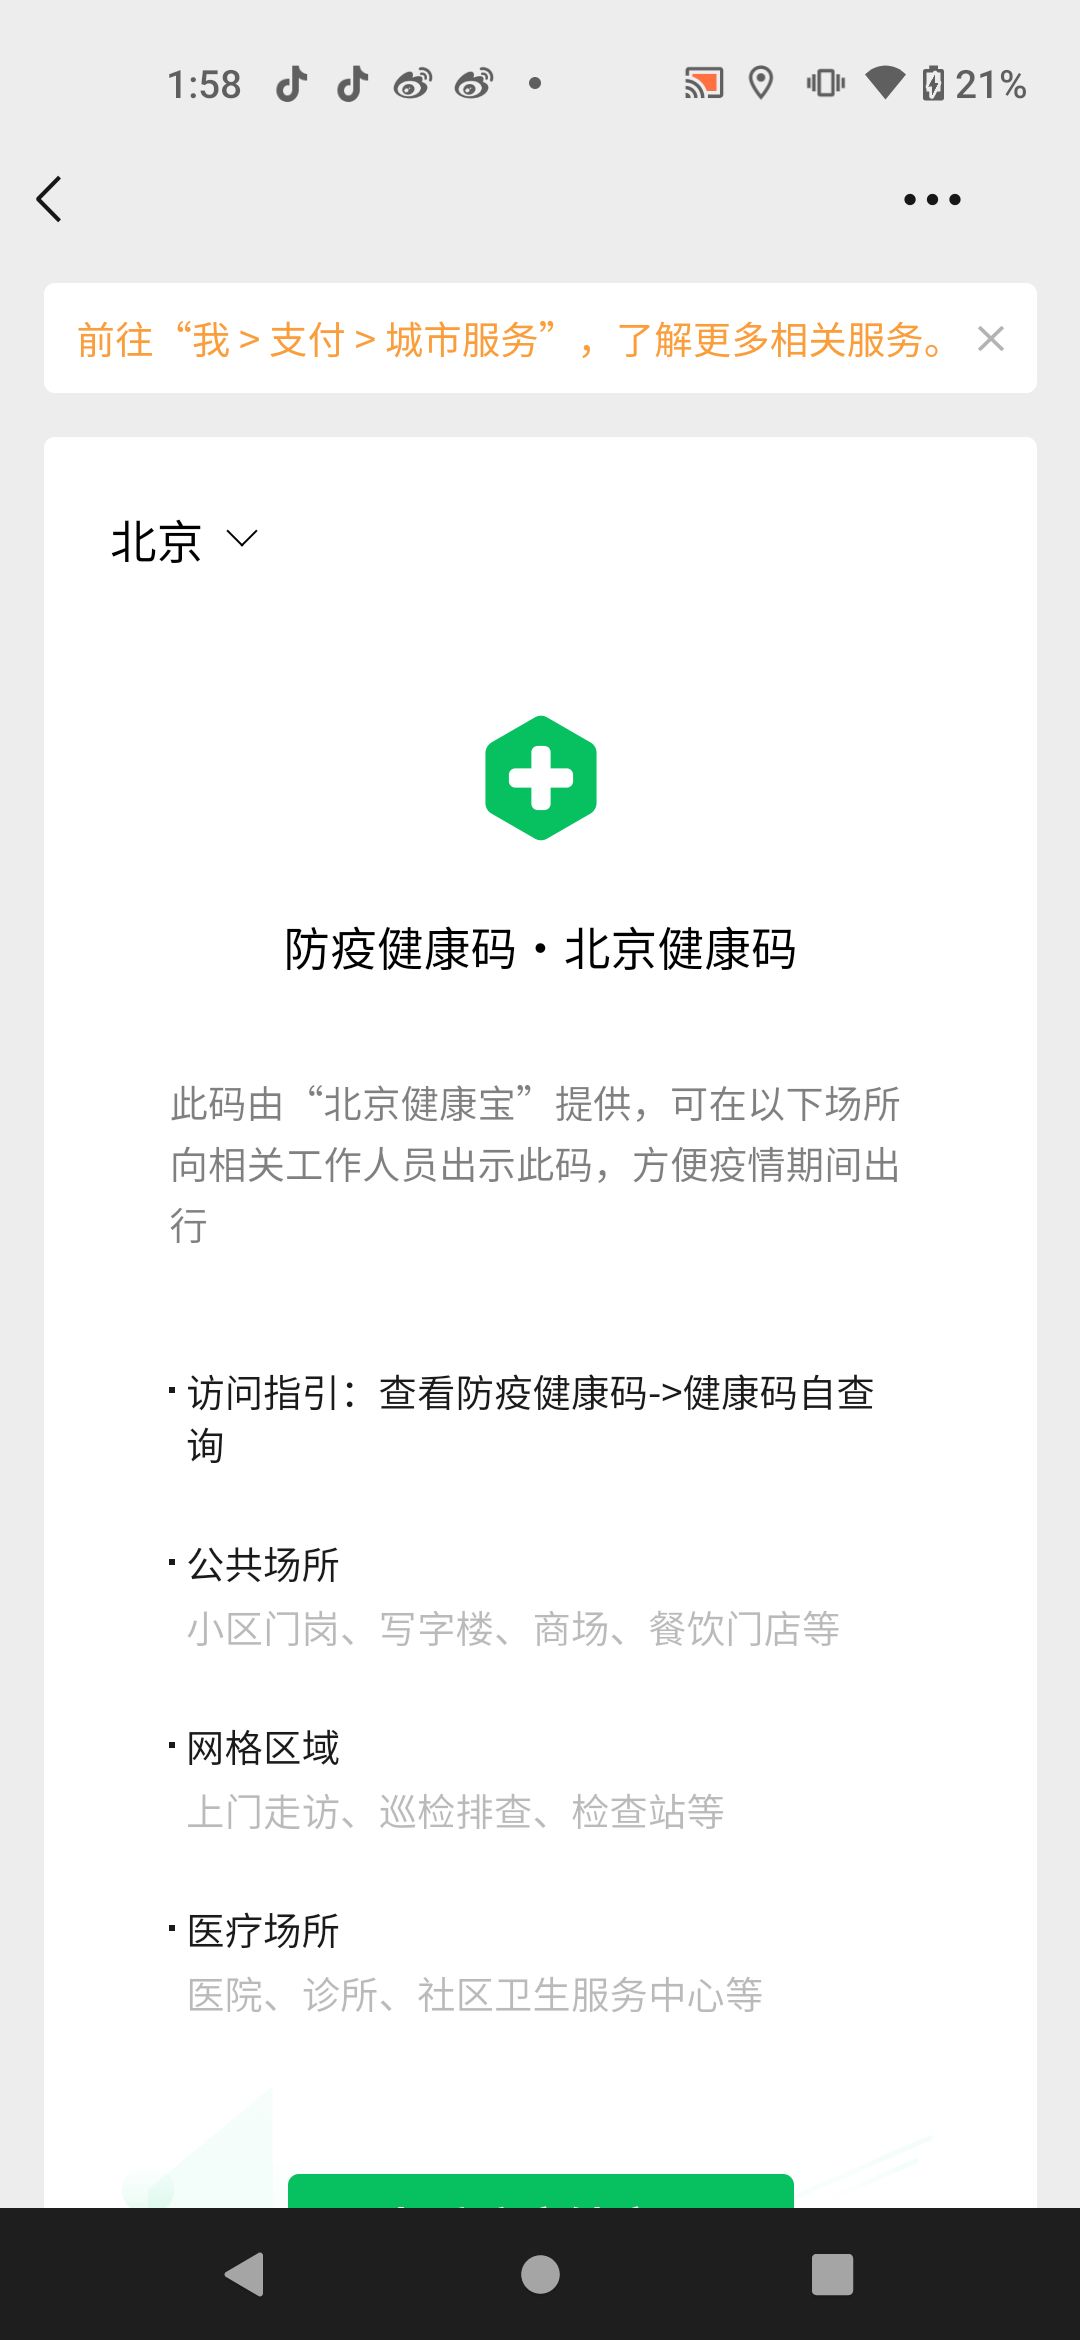 1:58
21%
前往“我 > 支付 > 城市服务”，了解更多相关服务。
北京
防疫健康码·北京健康码
此码由“北京健康宝”提供，可在以下场所
向相关工作人员出示此码，方便疫情期间出
行
· 访问指引：查看防疫健康码->健康码自查
询
· 公共场所
小区门岗、写字楼、商场、餐饮门店等
· 网格区域
上门走访、巡检排查、检查站等
· 医疗场所
医院、诊所、社区卫生服务中心等